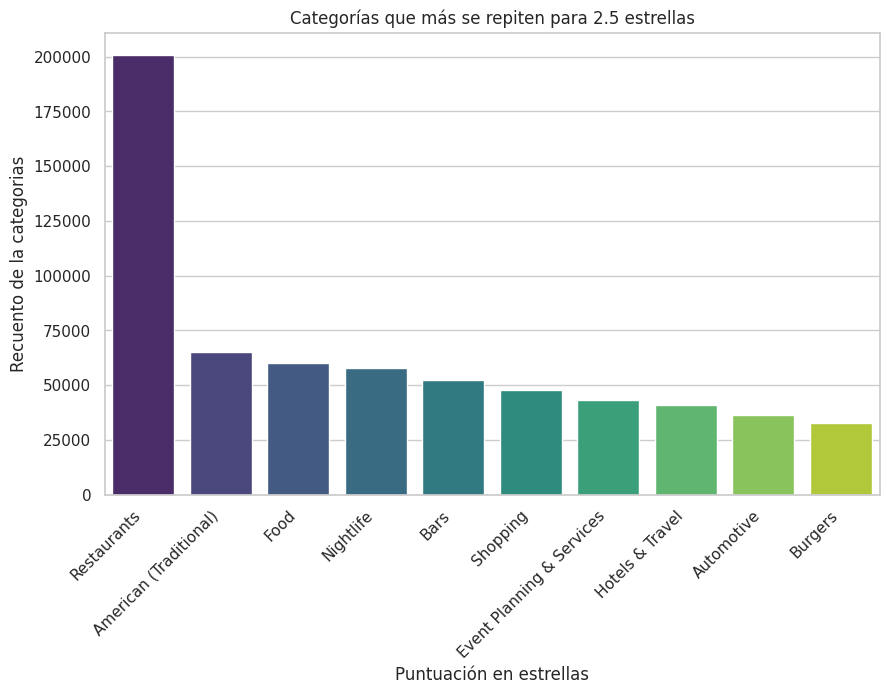 Categorías que más se repiten para 2.5 estrellas
Recuento de la categorias
200000
175000
150000
125000
100000
75000
50000
25000
0
Restaurants
American (Traditional)
Food
Nightlife
Bars
Shopping
Event Planning & Services
Hotels & Travel
Automotive
Burgers
Puntuación en estrellas